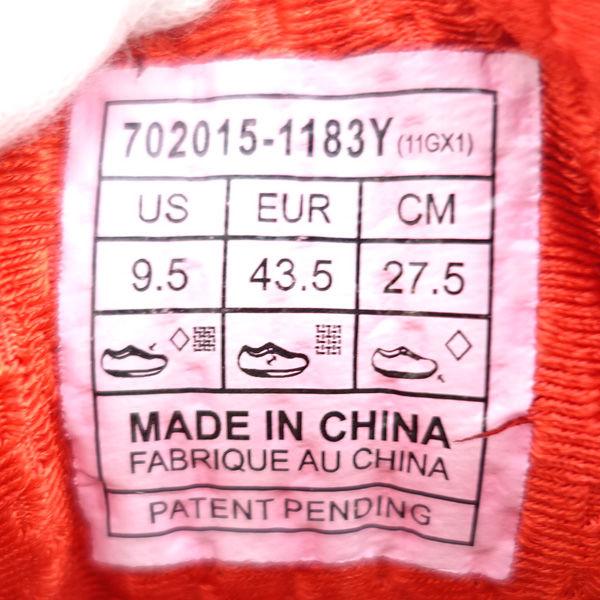 702015-1183Y (11GX1)
US EUR CM
9.5 43.5 27.5
MADE IN CHINA
FABRIQUE AU CHINA
PATENT PENDING